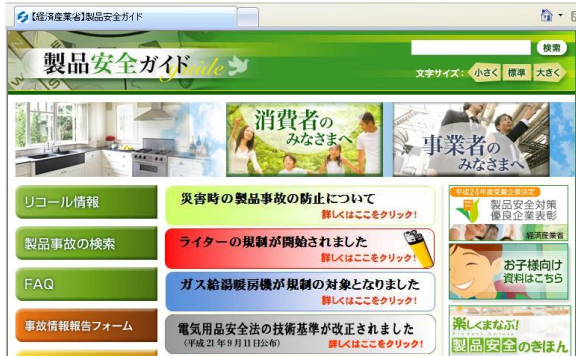 【経済産業省】製品安全ガイド
製品安全ガイド
guide
検索
文字サイズ：
小さく
標準
大きく
消費者の
みなさまへ
事業者の
みなさまへ
リコール情報
製品事故の検索
FAQ
事故情報報告フォーム
災害時の製品事故の防止について
詳しくはここをクリック！
ライターの規制が開始されました
詳しくはここをクリック！
ガス給湯暖房機が規制の対象となりました
詳しくはここをクリック！
電気用品安全法の技術基準が改正されました
（平成21年9月11日公布）
詳しくはここをクリック！
平成24年度受賞企業決定
製品安全対策
優良企業表彰
経済産業省
お子様向け
資料はこちら
楽しくまなぶ!
Product Safety
製品安全のきほん